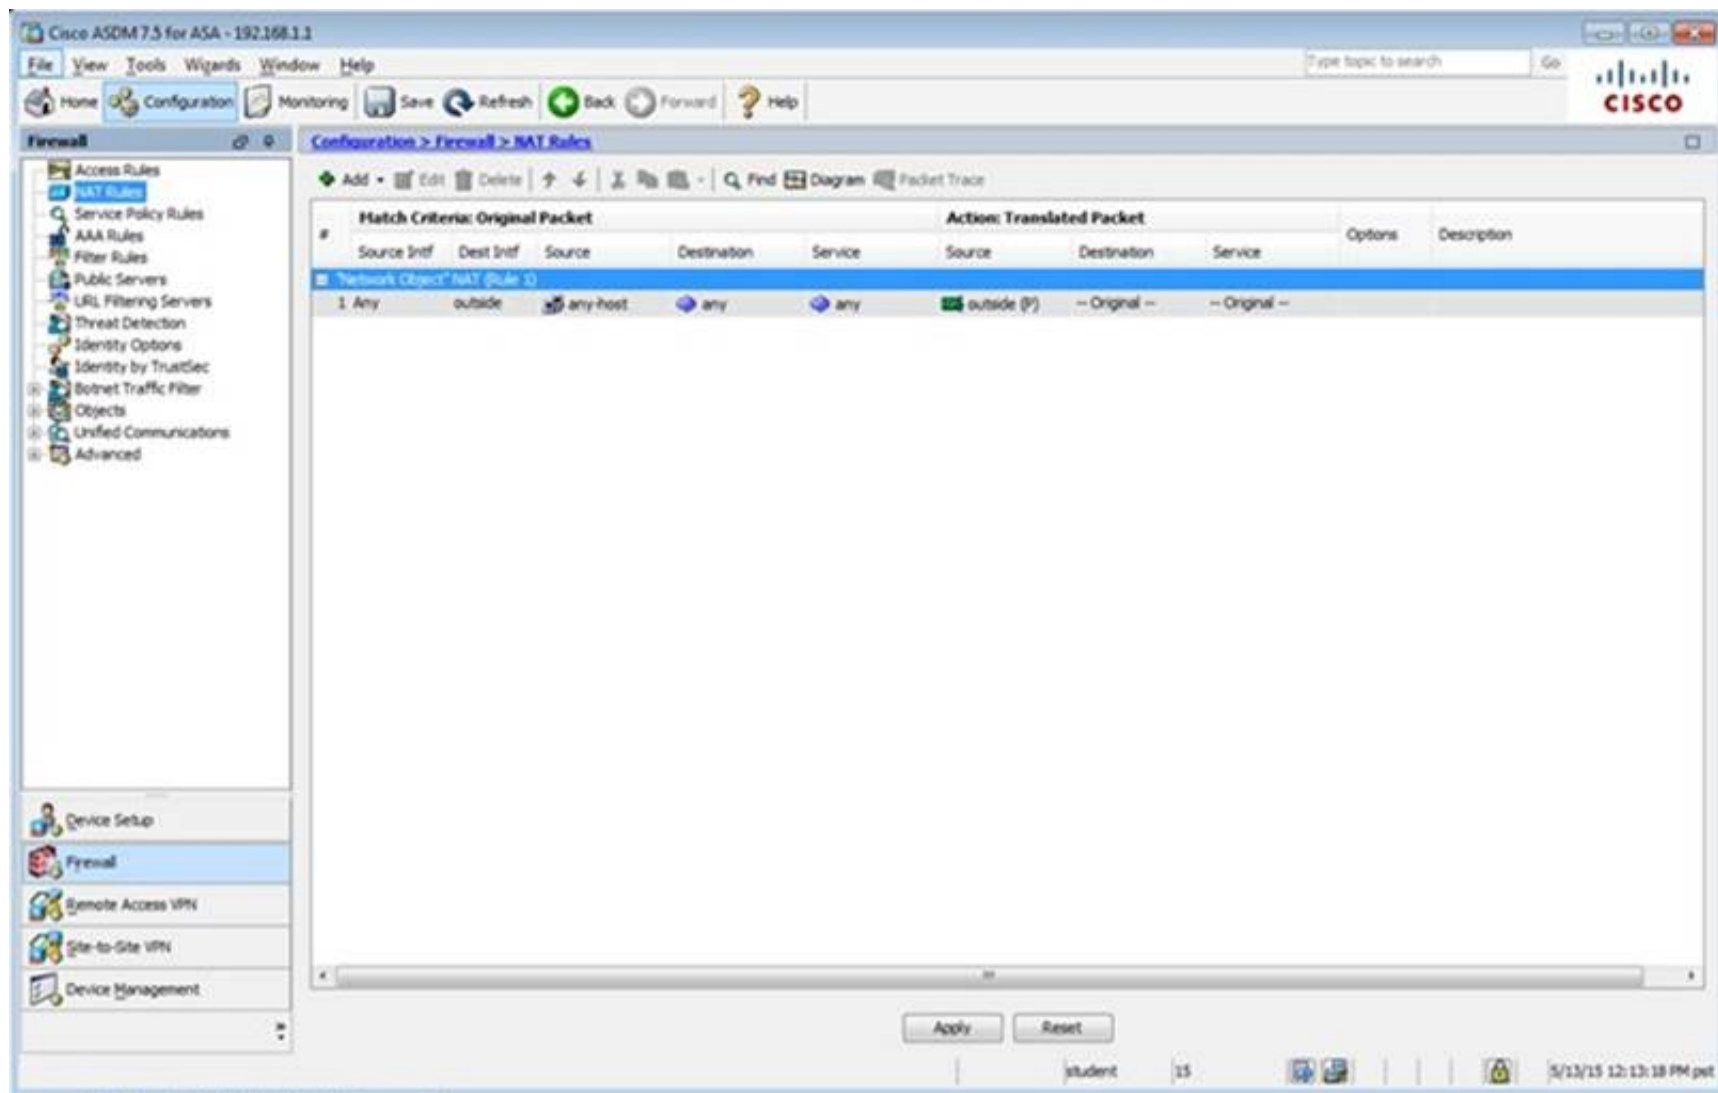 Cisco ASDM 7.5 for ASA - 192.168.1.1
File View Tools Wizards Window Help
Type topic to search Go
Home Configuration Monitoring Save Refresh Back Forward Help
CISCO
Firewall
Configuration > Firewall > NAT Rules
Access Rules
NAT Rules
Service Policy Rules
AAA Rules
Filter Rules
Public Servers
URL Filtering Servers
Threat Detection
Identity Options
Identity by TrustSec
Botnet Traffic Filter
Objects
Unified Communications
Advanced
Add Edit Delete Find Diagram Packet Trace
# Match Criteria: Original Packet Action: Translated Packet Options Description
Source Intf Dest Intf Source Destination Service Source Destination Service
"Network Object" NAT (Rule 1)
1 Any outside any-host any any outside (P) -- Original -- -- Original --
Device Setup
Firewall
Remote Access VPN
Site-to-Site VPN
Device Management
Apply Reset
student 15 5/13/15 12:13:18 PM pst